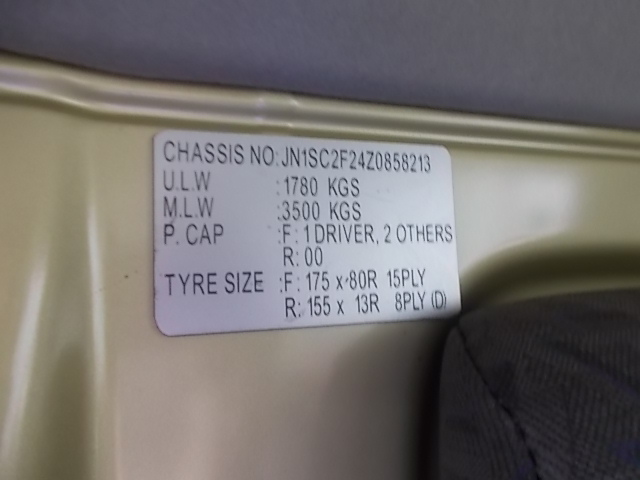 CHASSIS NO: JN1SC2F24Z0858213
U.L.W :1780 KGS
M.L.W :3500 KGS
P. CAP :F: 1 DRIVER, 2 OTHERS
R: 00
TYRE SIZE :F: 175 x 80R 15PLY
R: 155 x 13R 8PLY (D)